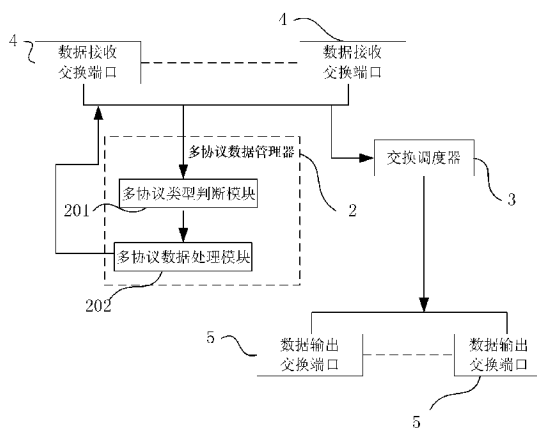 4
4
数据接收
交换端口
数据接收
交换端口
多协议数据管理器
交换调度器
201
多协议类型判断模块
2
3
多协议数据处理模块
202
5
数据输出
交换端口
数据输出
交换端口
5